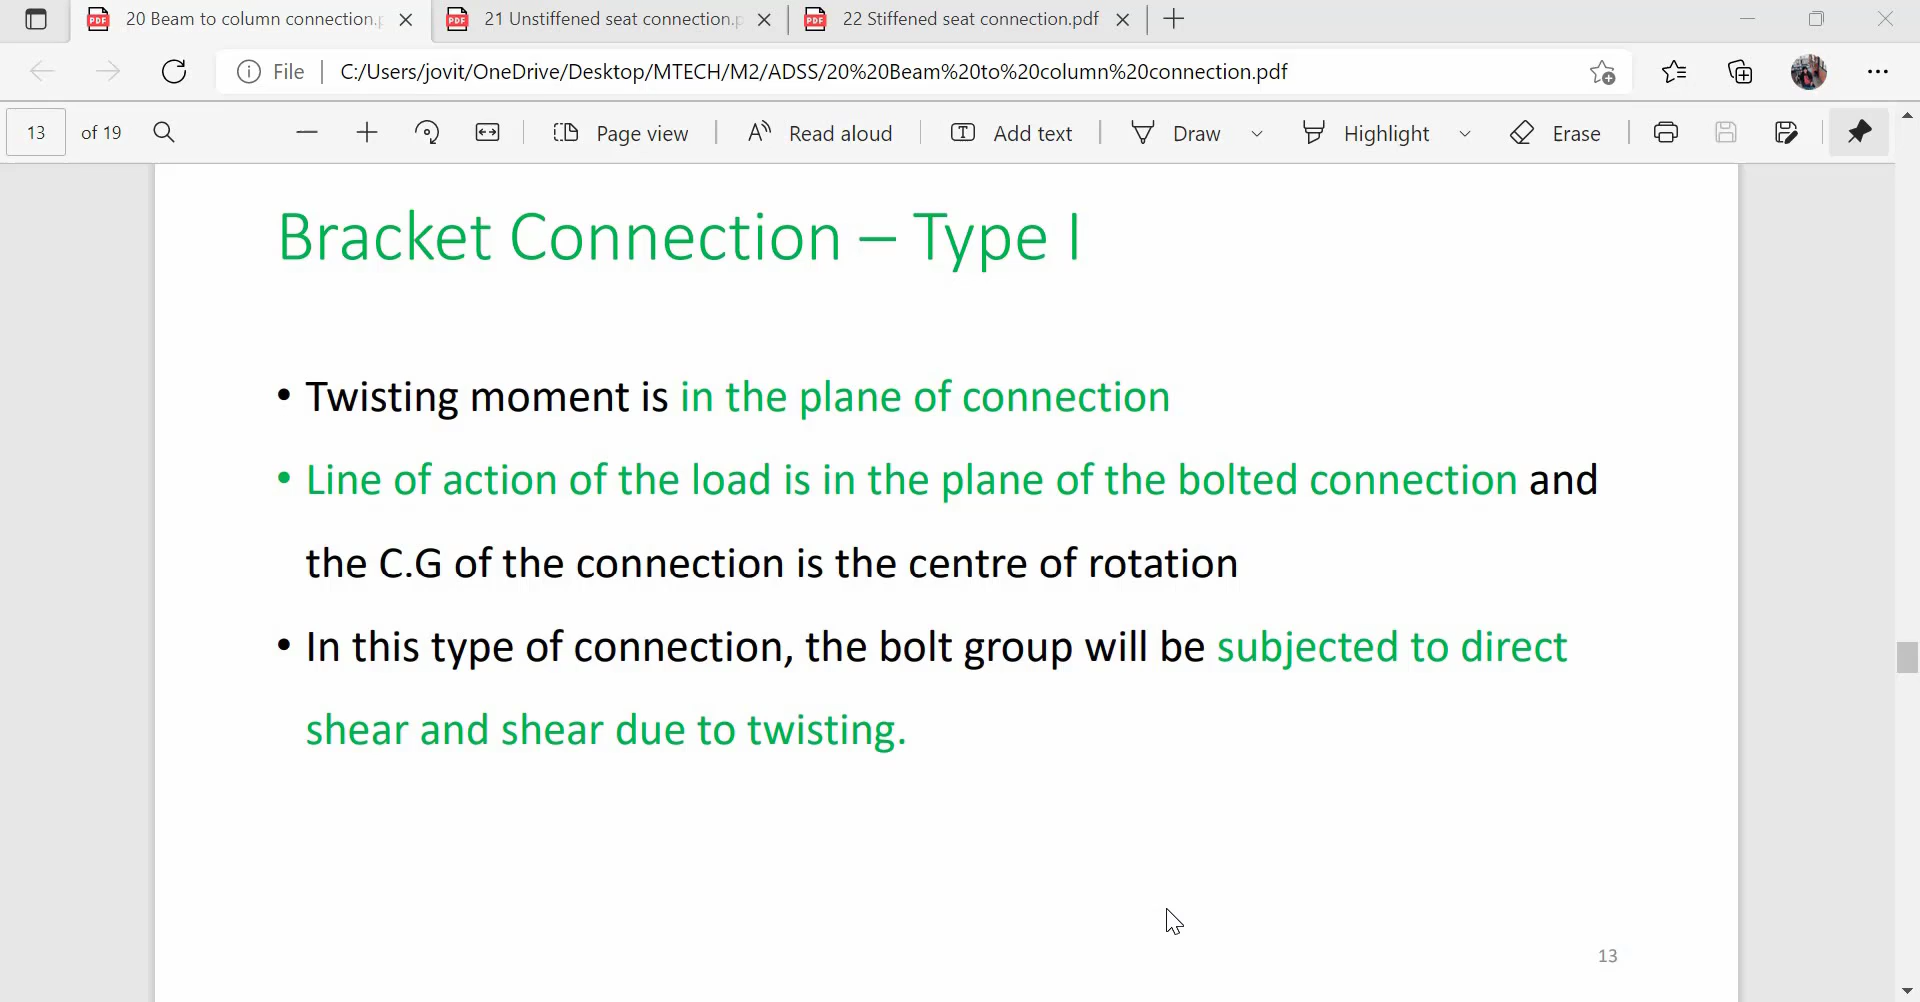 20 Beam to column connection.p
21 Unstiffened seat connection.p
22 Stiffened seat connection.pdf
File
C:/Users/jovit/OneDrive/Desktop/MTECH/M2/ADSS/20%20Beam%20to%20column%20connection.pdf
13 of 19
Page view
Read aloud
Add text
Draw
Highlight
Erase
Bracket Connection – Type I
• Twisting moment is in the plane of connection
• Line of action of the load is in the plane of the bolted connection and
the C.G of the connection is the centre of rotation
• In this type of connection, the bolt group will be subjected to direct
shear and shear due to twisting.
13